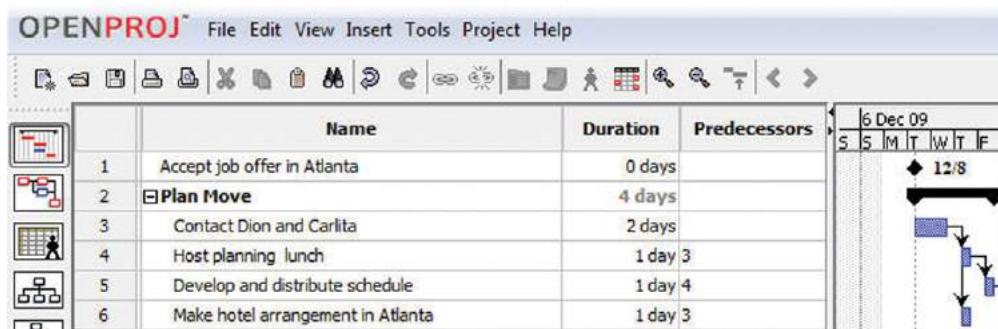 OPENPROJ™ File Edit View Insert Tools Project Help
Name Duration Predecessors 6 Dec 09
S S M T W T F
1 Accept job offer in Atlanta 0 days 12/8
2 Plan Move 4 days
3 Contact Dion and Carlita 2 days
4 Host planning lunch 1 day 3
5 Develop and distribute schedule 1 day 4
6 Make hotel arrangement in Atlanta 1 day 3